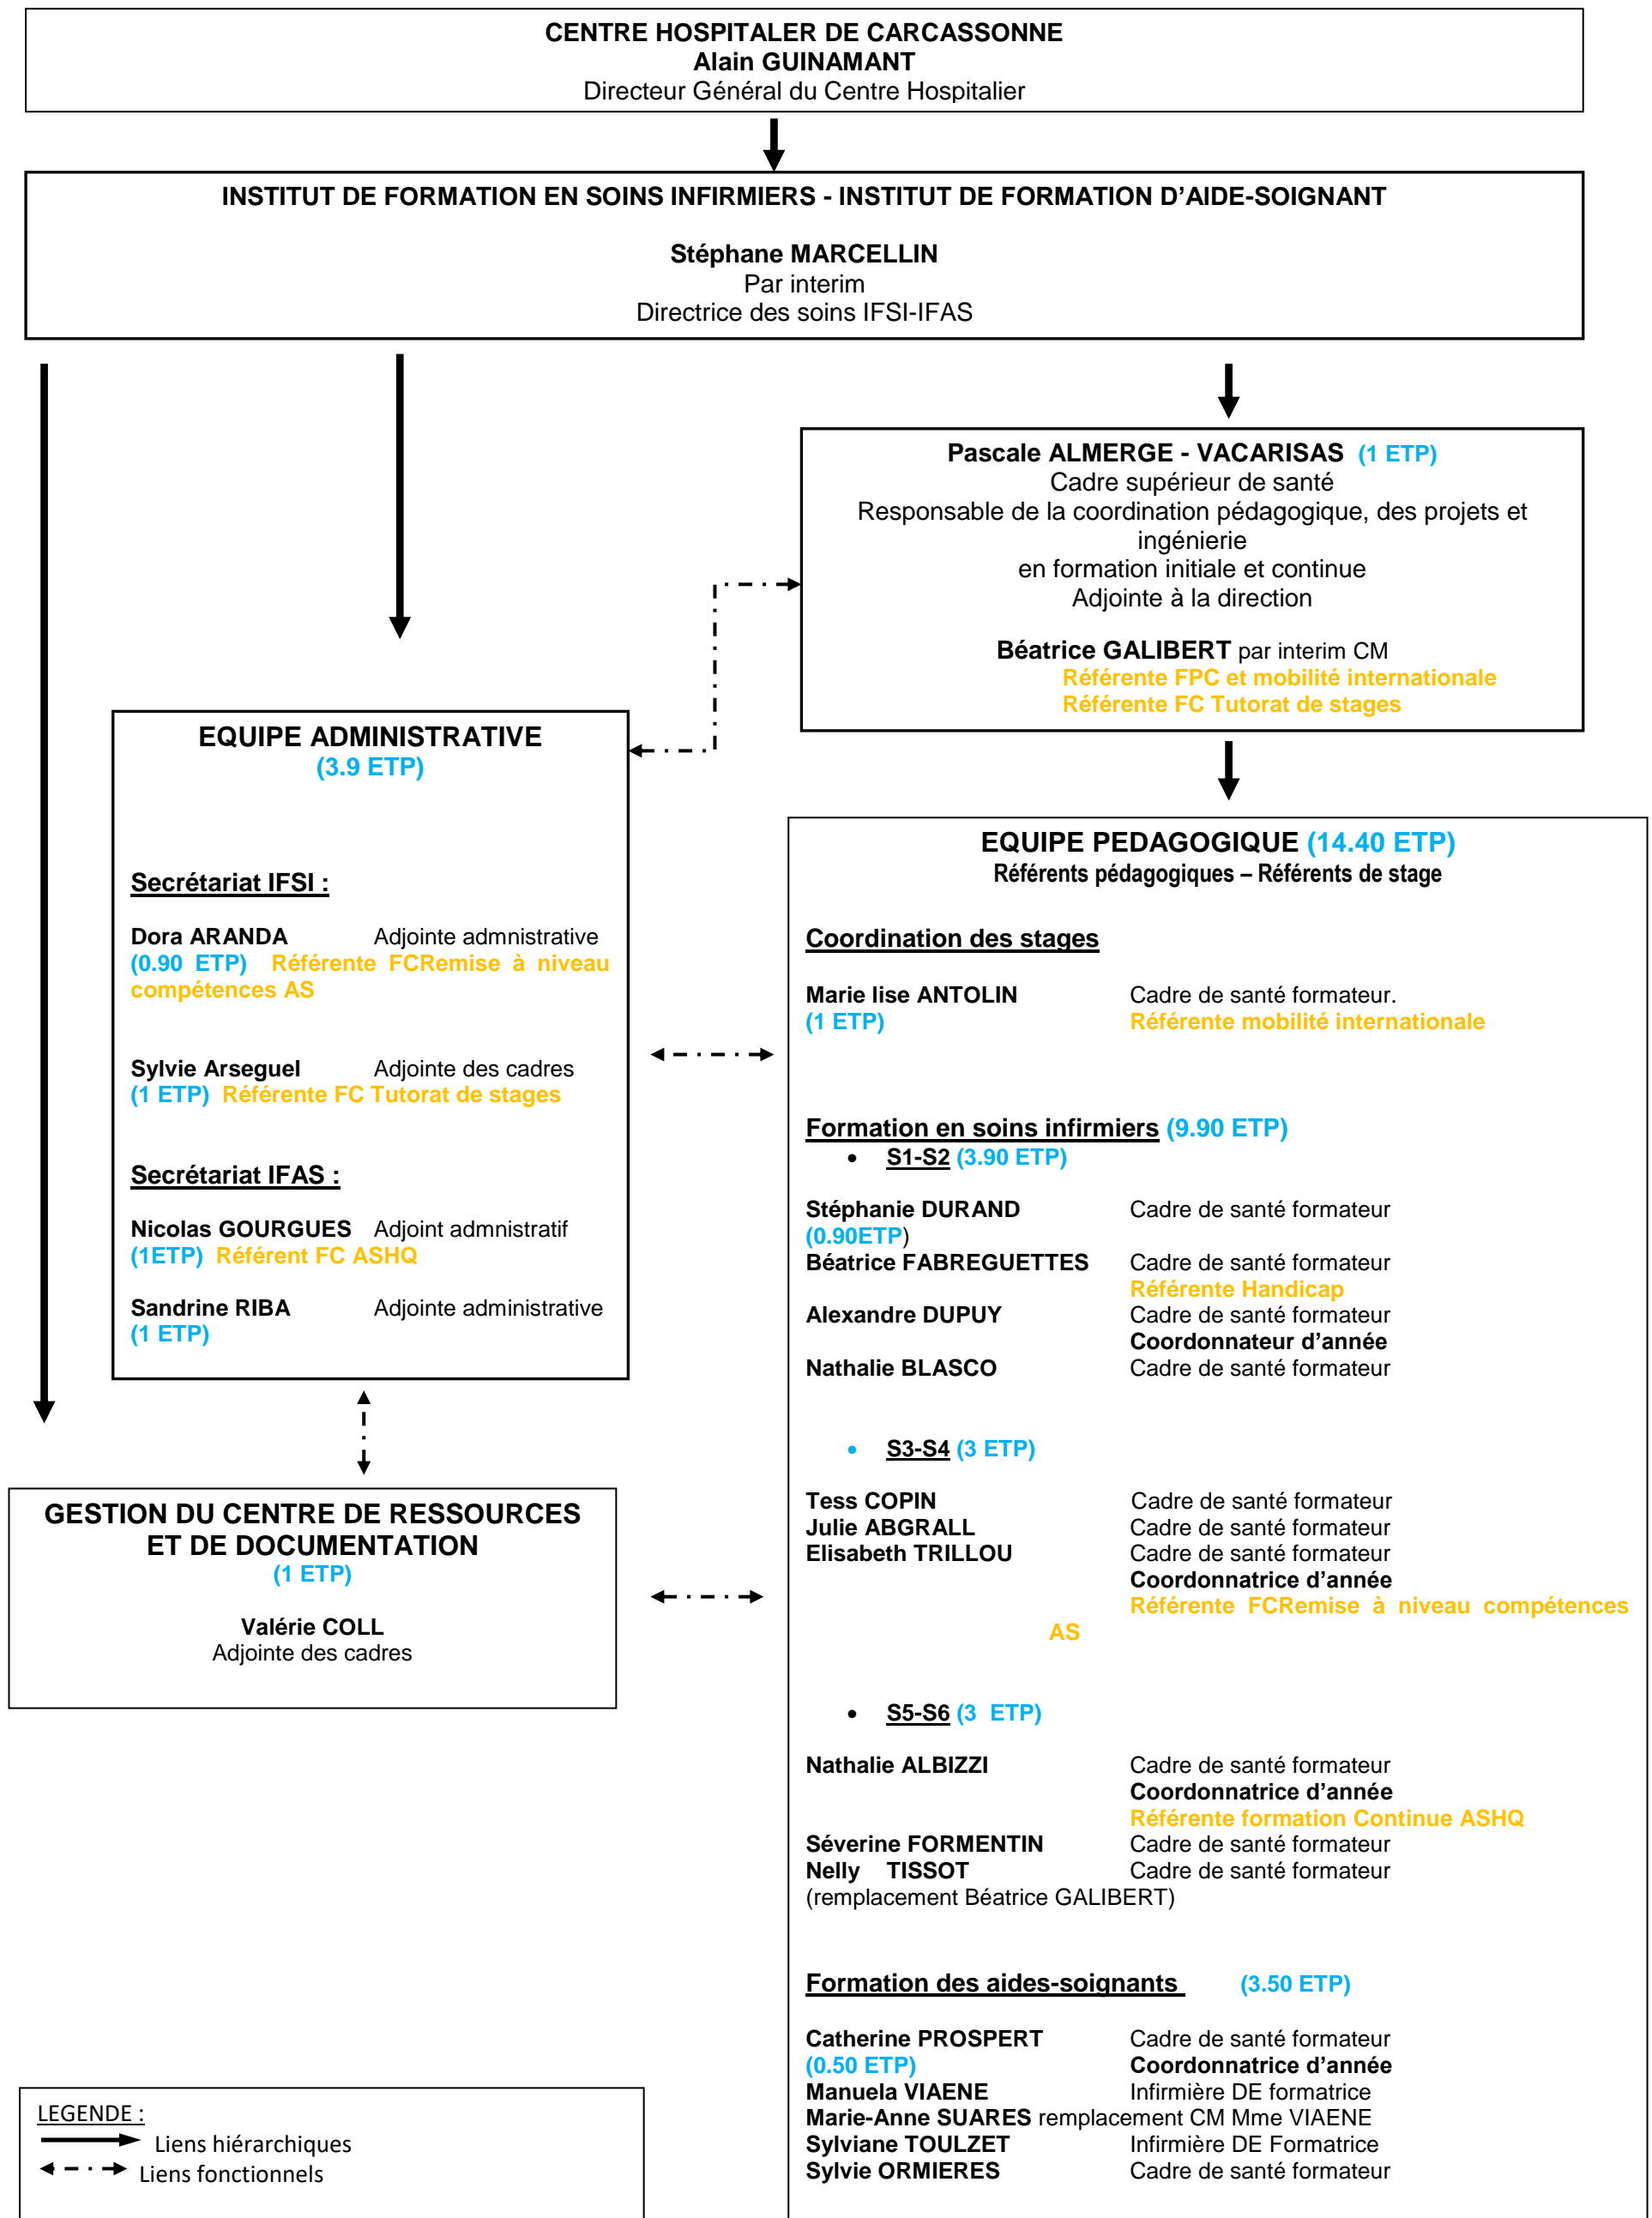 CENTRE HOSPITALER DE CARCASSONNE
Alain GUINAMANT
Directeur Général du Centre Hospitalier
INSTITUT DE FORMATION EN SOINS INFIRMIERS - INSTITUT DE FORMATION D'AIDE-SOIGNANT
Stéphane MARCELLIN
Par interim
Directrice des soins IFSI-IFAS
Pascale ALMERGE - VACARISAS (1 ETP)
Cadre supérieur de santé
Responsable de la coordination pédagogique, des projets et
ingénierie
en formation initiale et continue
Adjointe à la direction
Béatrice GALIBERT par interim CM
Référente FPC et mobilité internationale
Référente FC Tutorat de stages
EQUIPE ADMINISTRATIVE
(3.9 ETP)
Secrétariat IFSI :
Dora ARANDA Adjointe admnistrative
(0.90 ETP) Référente FCRemise à niveau
compétences AS
Sylvie Arseguel Adjointe des cadres
(1 ETP) Référente FC Tutorat de stages
Secrétariat IFAS :
Nicolas GOURGUES Adjoint admnistratif
(1ETP) Référent FC ASHQ
Sandrine RIBA Adjointe administrative
(1 ETP)
GESTION DU CENTRE DE RESSOURCES
ET DE DOCUMENTATION
(1 ETP)
Valérie COLL
Adjointe des cadres
EQUIPE PEDAGOGIQUE (14.40 ETP)
Référents pédagogiques – Référents de stage
Coordination des stages
Marie lise ANTOLIN Cadre de santé formateur.
(1 ETP) Référente mobilité internationale
Formation en soins infirmiers (9.90 ETP)
• S1-S2 (3.90 ETP)
Stéphanie DURAND Cadre de santé formateur
(0.90ETP)
Béatrice FABREGUETTES Cadre de santé formateur
Référente Handicap
Alexandre DUPUY Cadre de santé formateur
Coordonnateur d'année
Nathalie BLASCO Cadre de santé formateur
• S3-S4 (3 ETP)
Tess COPIN Cadre de santé formateur
Julie ABGRALL Cadre de santé formateur
Elisabeth TRILLOU Cadre de santé formateur
Coordonnatrice d'année
Référente FCRemise à niveau compétences
AS
• S5-S6 (3 ETP)
Nathalie ALBIZZI Cadre de santé formateur
Coordonnatrice d'année
Référente formation Continue ASHQ
Séverine FORMENTIN Cadre de santé formateur
Nelly TISSOT Cadre de santé formateur
(remplacement Béatrice GALIBERT)
Formation des aides-soignants (3.50 ETP)
Catherine PROSPERT Cadre de santé formateur
(0.50 ETP) Coordonnatrice d'année
Manuela VIAENE Infirmière DE formatrice
Marie-Anne SUARES remplacement CM Mme VIAENE
Sylviane TOULZET Infirmière DE Formatrice
Sylvie ORMIERES Cadre de santé formateur
LEGENDE :
Liens hiérarchiques
Liens fonctionnels